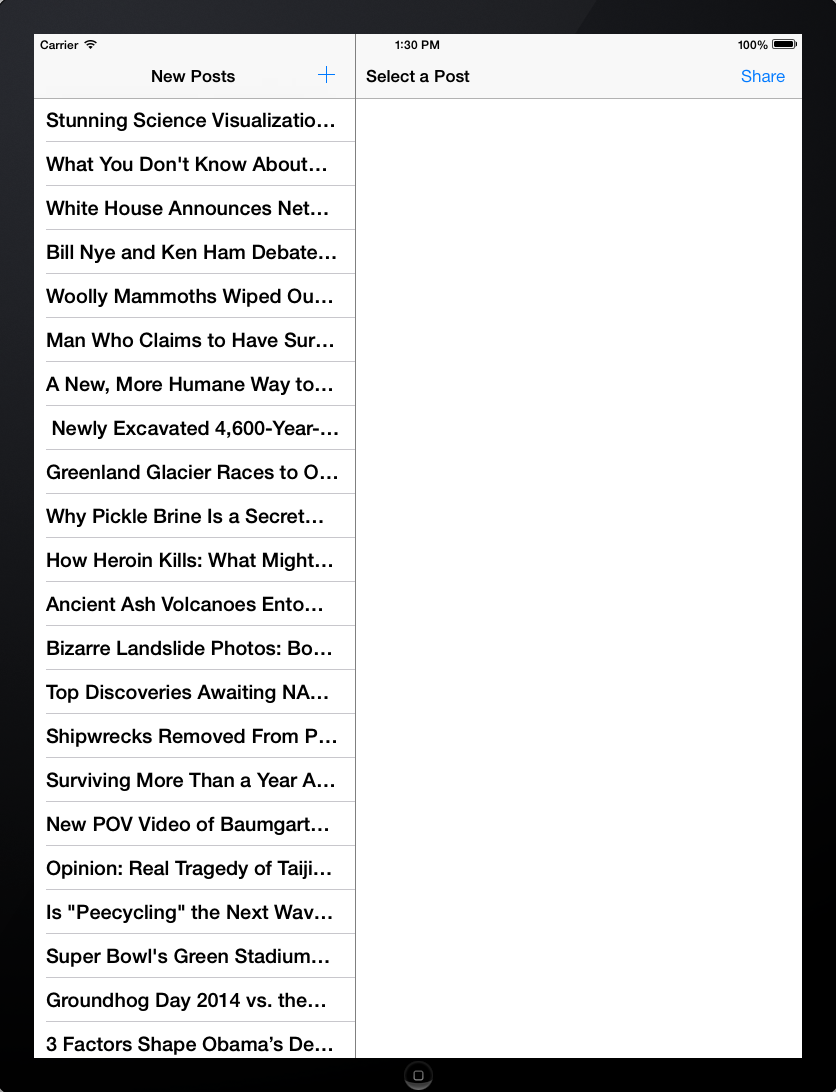 Carrier 1:30 PM 100%
New Posts + Select a Post Share
Stunning Science Visualizatio…
What You Don't Know About…
White House Announces Net…
Bill Nye and Ken Ham Debate…
Woolly Mammoths Wiped Ou…
Man Who Claims to Have Sur…
A New, More Humane Way to…
Newly Excavated 4,600-Year-…
Greenland Glacier Races to O…
Why Pickle Brine Is a Secret…
How Heroin Kills: What Might…
Ancient Ash Volcanoes Ento…
Bizarre Landslide Photos: Bo…
Top Discoveries Awaiting NA…
Shipwrecks Removed From P…
Surviving More Than a Year A…
New POV Video of Baumgart…
Opinion: Real Tragedy of Taiji…
Is "Peecycling" the Next Wav…
Super Bowl's Green Stadium…
Groundhog Day 2014 vs. the…
3 Factors Shape Obama’s De…